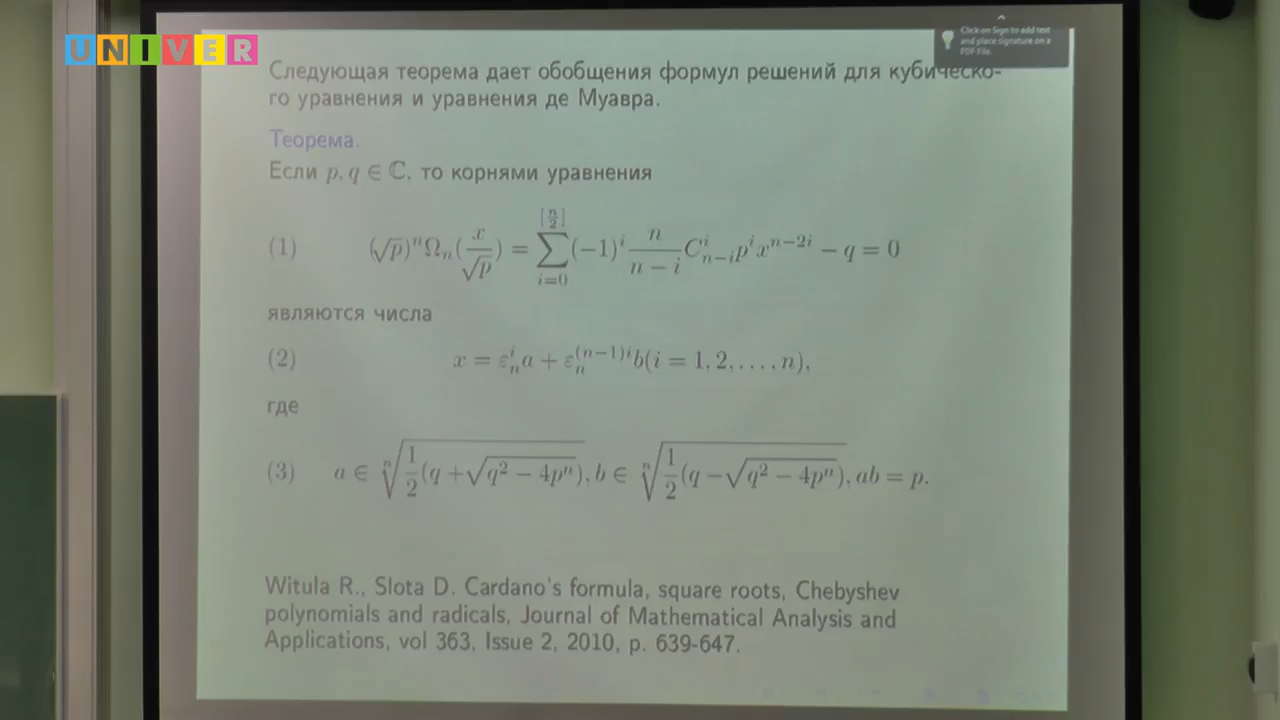 UNIVER
Click on Sign to add text
and place signature on a
PDF File.
Следующая теорема дает обобщения формул решений для кубическо-
го уравнения и уравнения де Муавра.
Теорема.
Если p, q ∈ ℂ, то корнями уравнения
(1) (√p)ⁿΩₙ(x/√p) = ∑_{i=0}^{[n/2]} (−1)^i n/(n − i) C^i_{n−i} p^i x^{n−2i} − q = 0
являются числа
(2) x = ε^i_n a + ε_n^{(n−1)i} b(i = 1, 2, . . . , n),
где
(3) a ∈ ⁿ√(1/2(q + √(q² − 4pⁿ))), b ∈ ⁿ√(1/2(q − √(q² − 4pⁿ))), ab = p.
Witula R., Slota D. Cardano's formula, square roots, Chebyshev
polynomials and radicals, Journal of Mathematical Analysis and
Applications, vol 363, Issue 2, 2010, p. 639-647.